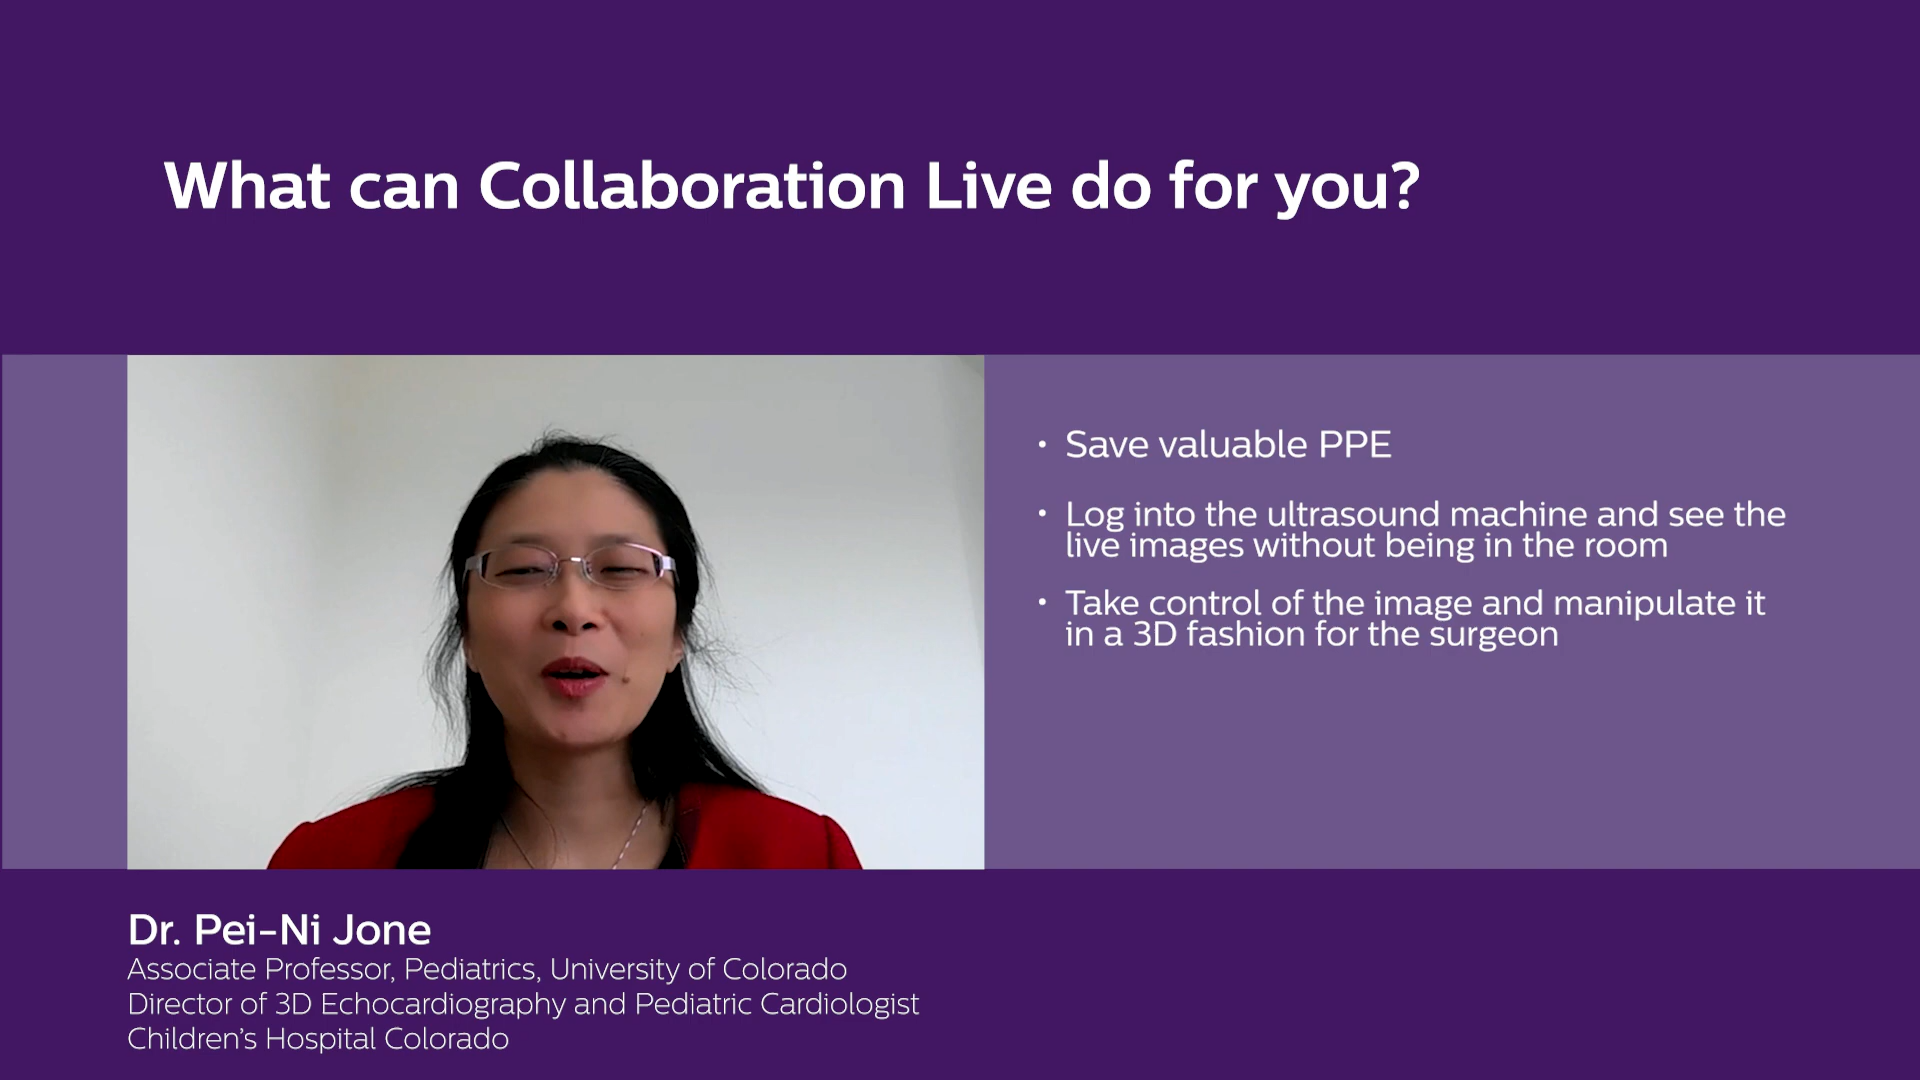 What can Collaboration Live do for you?
• Save valuable PPE
• Log into the ultrasound machine and see the
live images without being in the room
• Take control of the image and manipulate it
in a 3D fashion for the surgeon
Dr. Pei-Ni Jone
Associate Professor, Pediatrics, University of Colorado
Director of 3D Echocardiography and Pediatric Cardiologist
Children’s Hospital Colorado